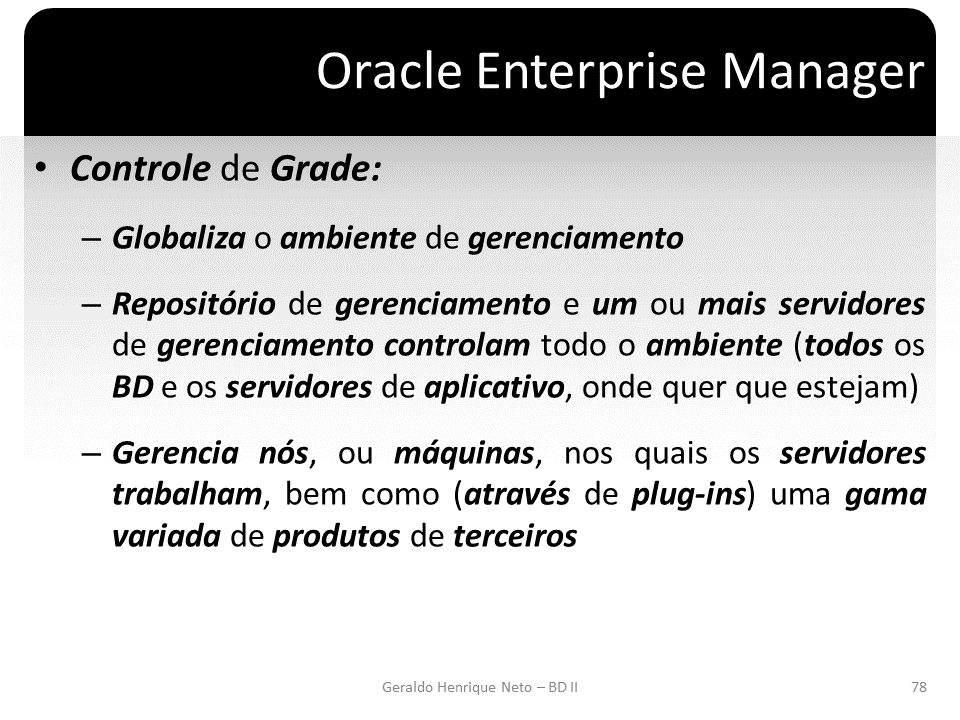 Oracle Enterprise Manager
• Controle de Grade:
– Globaliza o ambiente de gerenciamento
– Repositório de gerenciamento e um ou mais servidores
de gerenciamento controlam todo o ambiente (todos os
BD e os servidores de aplicativo, onde quer que estejam)
– Gerencia nós, ou máquinas, nos quais os servidores
trabalham, bem como (através de plug-ins) uma gama
variada de produtos de terceiros
Geraldo Henrique Neto – BD II 78